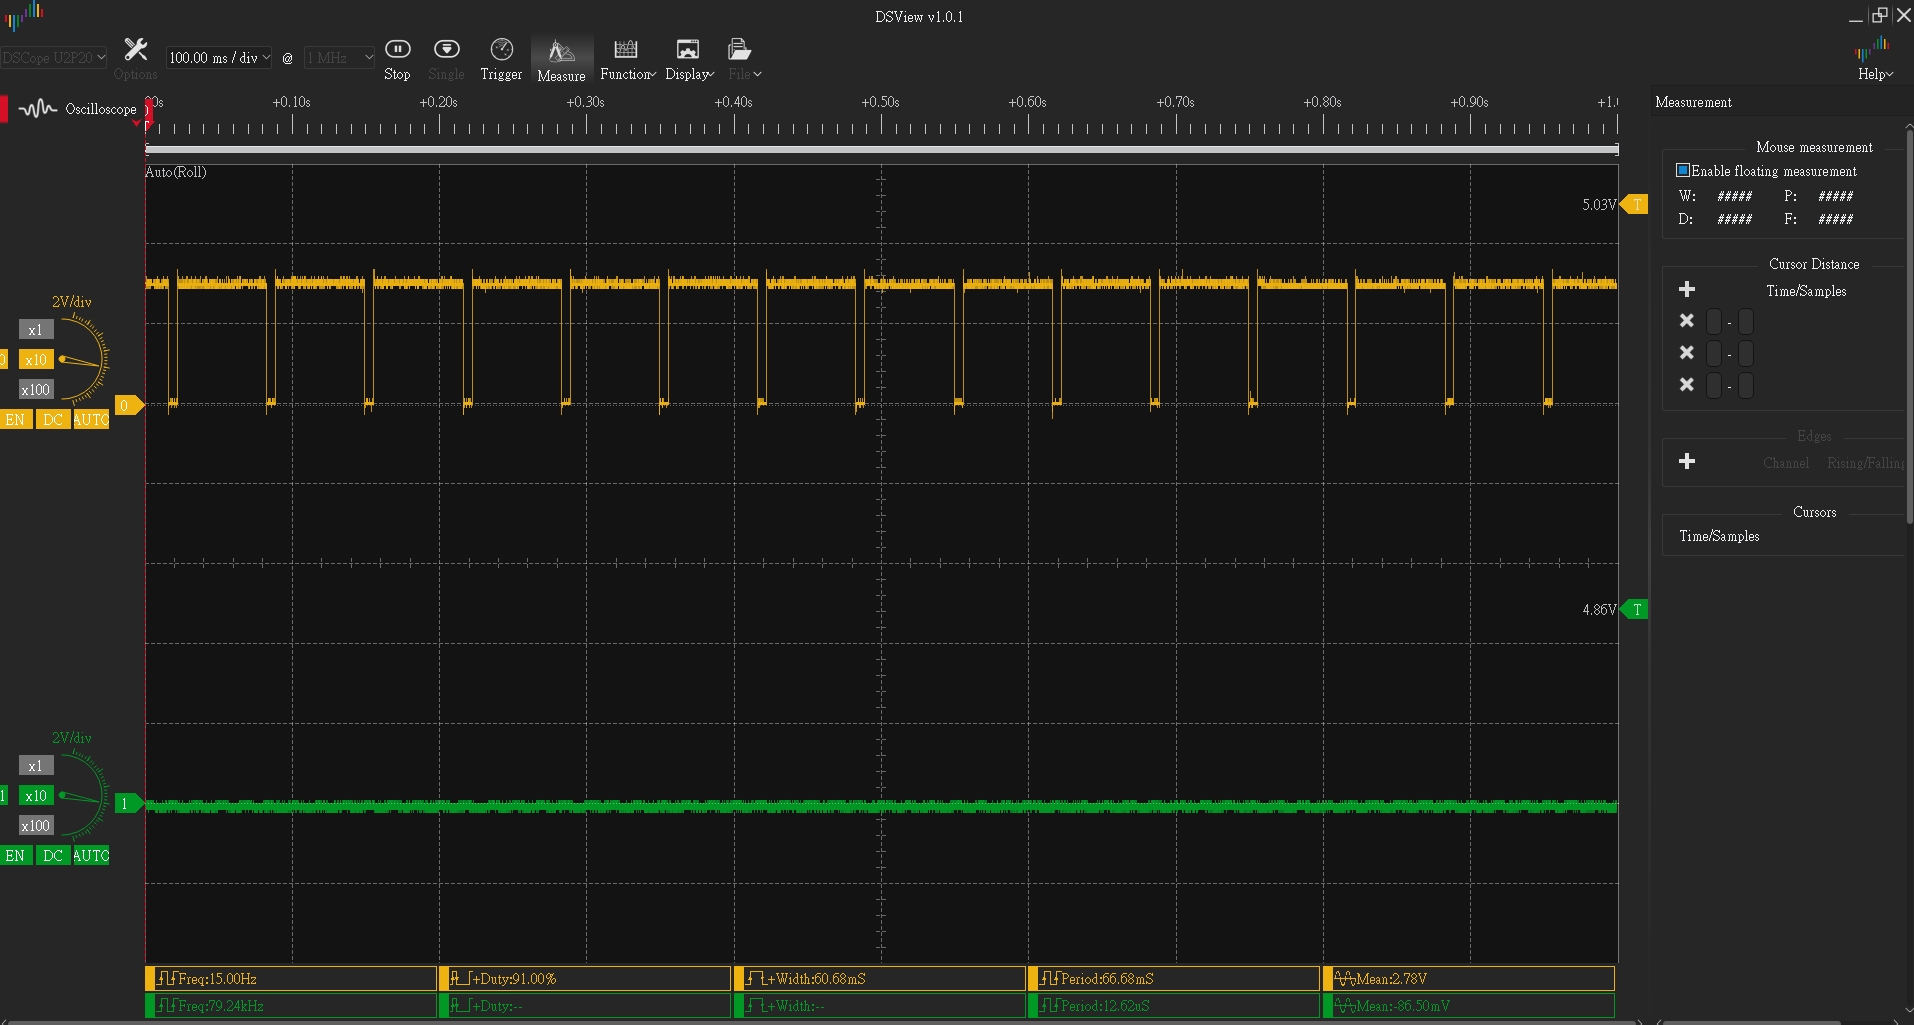 DSView v1.0.1
DSCope U2P20
Options
100.00 ms / div
@
1 MHz
Stop
Single
Trigger
Measure
Function
Display
File
Help
Oscilloscope
0s +0.10s +0.20s +0.30s +0.40s +0.50s +0.60s +0.70s +0.80s +0.90s +1.0
T
Auto(Roll)
5.03V T
2V/div
x1
0 x10
x100
EN DC AUTO
0
4.86V T
2V/div
x1
1 x10
x100
EN DC AUTO
1
Freq:15.00Hz +Duty:91.00% +Width:60.68mS Period:66.68mS Mean:2.78V
Freq:79.24kHz +Duty:-- +Width:-- Period:12.62uS Mean:-86.50mV
Measurement
Mouse measurement
Enable floating measurement
W: ##### P: #####
D: ##### F: #####
Cursor Distance
Time/Samples
-
-
-
Edges
Channel Rising/Falling
Cursors
Time/Samples